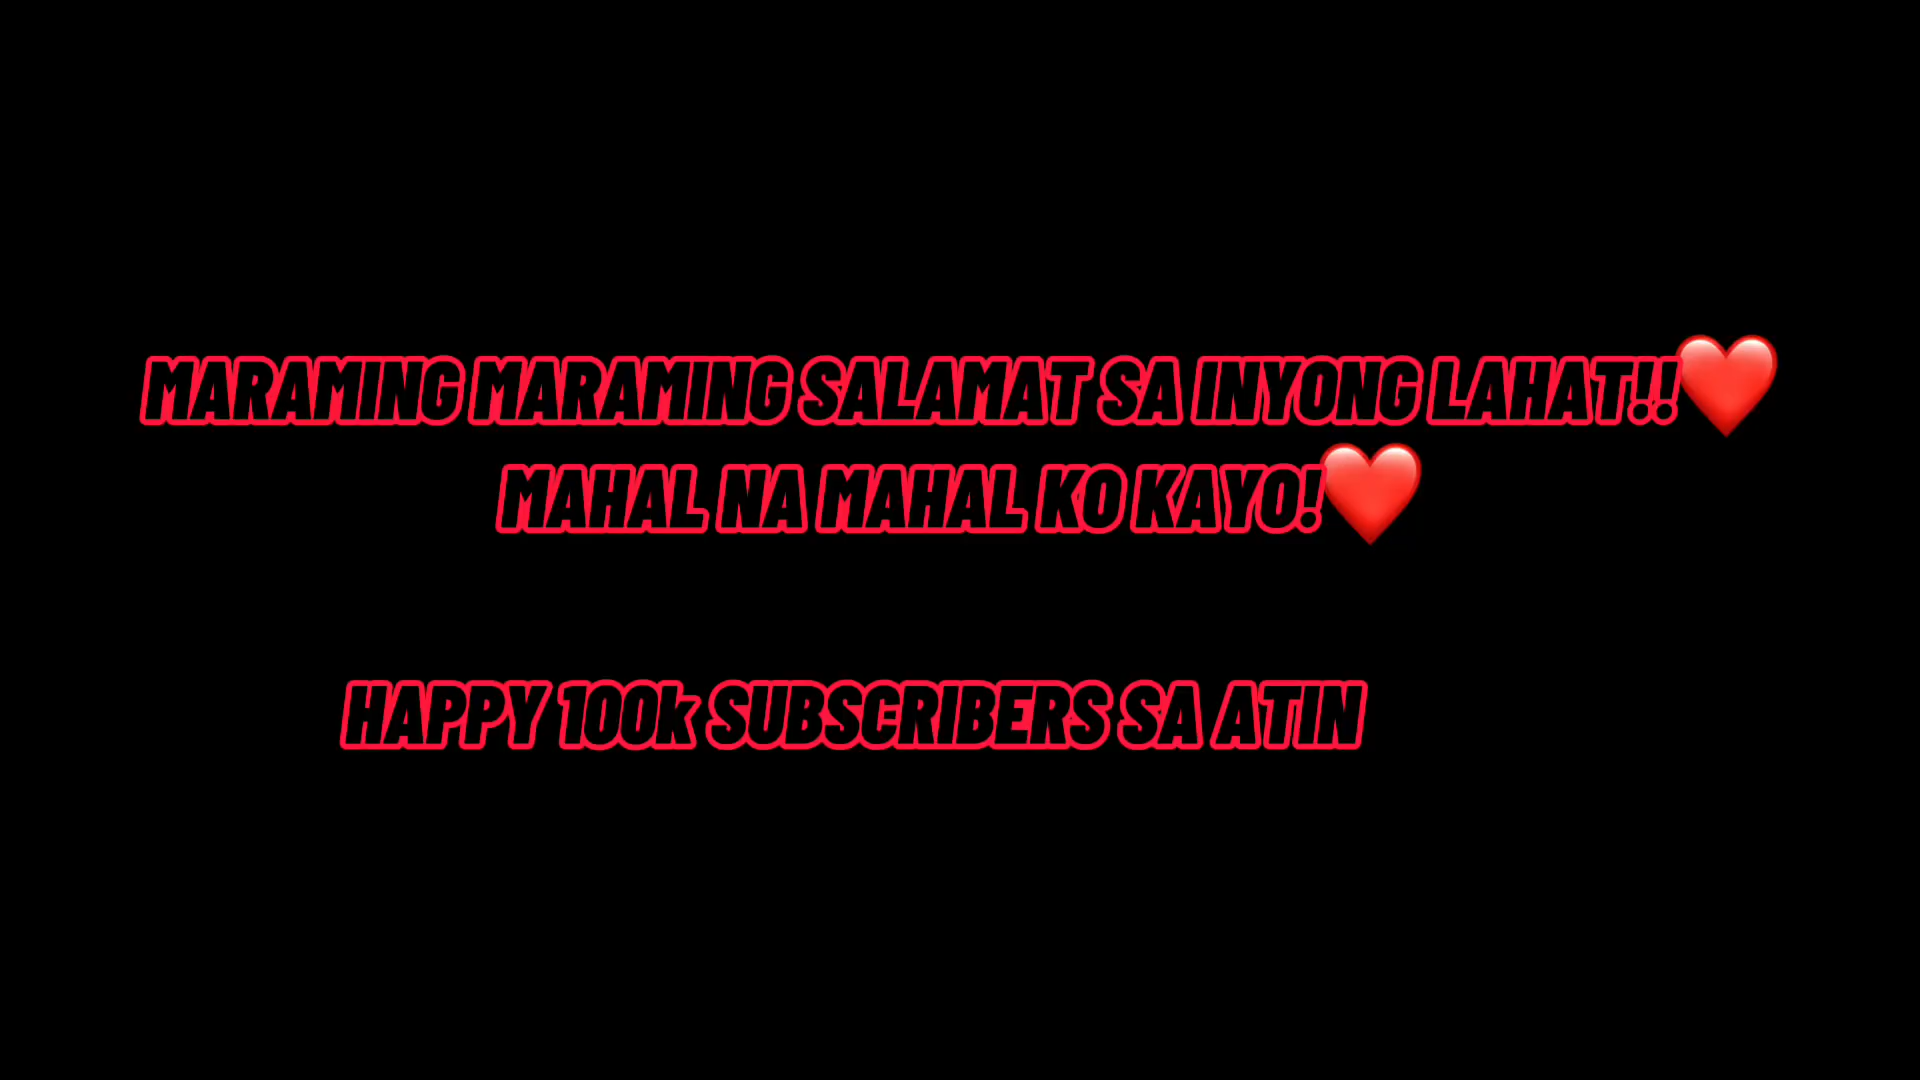 MARAMING MARAMING SALAMAT SA INYONG LAHAT!!❤️
MAHAL NA MAHAL KO KAYO!❤️
HAPPY 100k SUBSCRIBERS SA ATIN